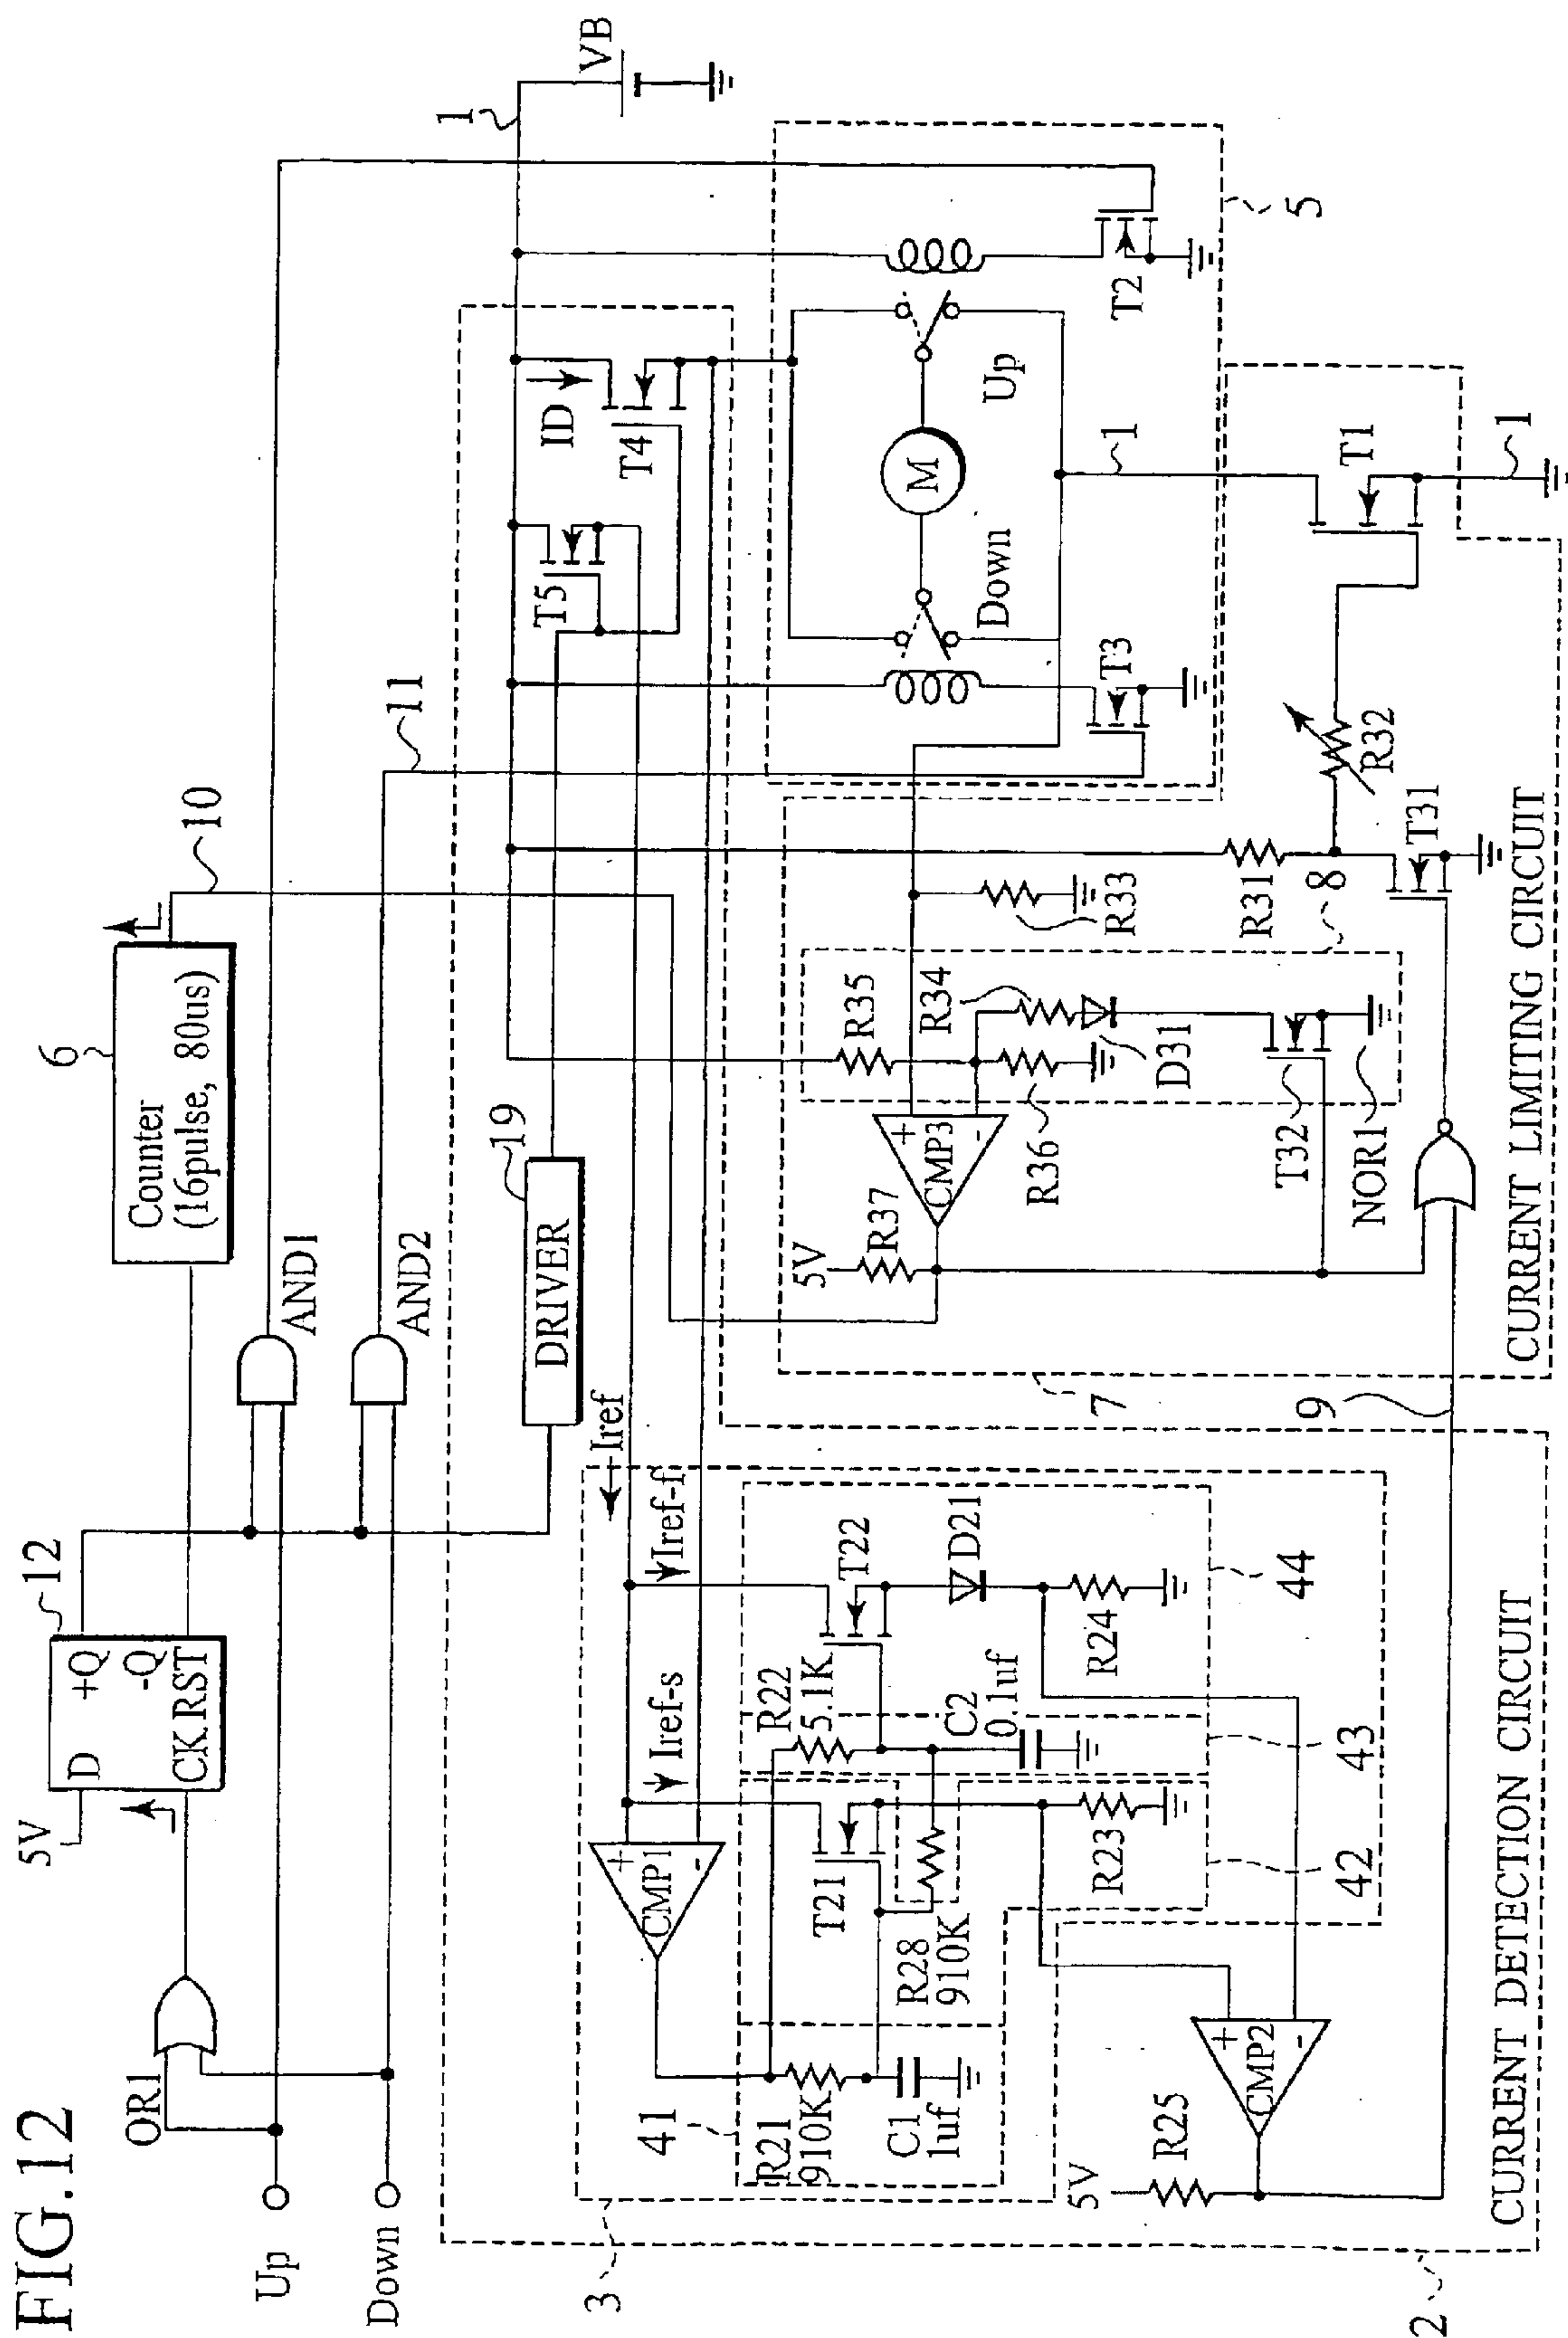 FIG.12
Up
Down
OR1
5V
D
+Q
-Q
CK RST
12
Counter
(16pulse, 80us)
6
10
AND1
AND2
11
19
DRIVER
1
VB
ID
T4
T5
Iref
Iref-f
Iref-s
3
41
R21
910K
C1
1uf
CMP1
+
-
T21
R28
910K
R22
5.1K
C2
0.1uf
T22
D21
R24
R23
42
43
44
5V
R25
CMP2
+
-
2
CURRENT DETECTION CIRCUIT
9
7
5V
R37
CMP3
+
-
R36
R35
R34
D31
T32
NOR1
8
R33
R31
T31
R32
CURRENT LIMITING CIRCUIT
T3
Down
M
Up
T2
5
1
T1
1